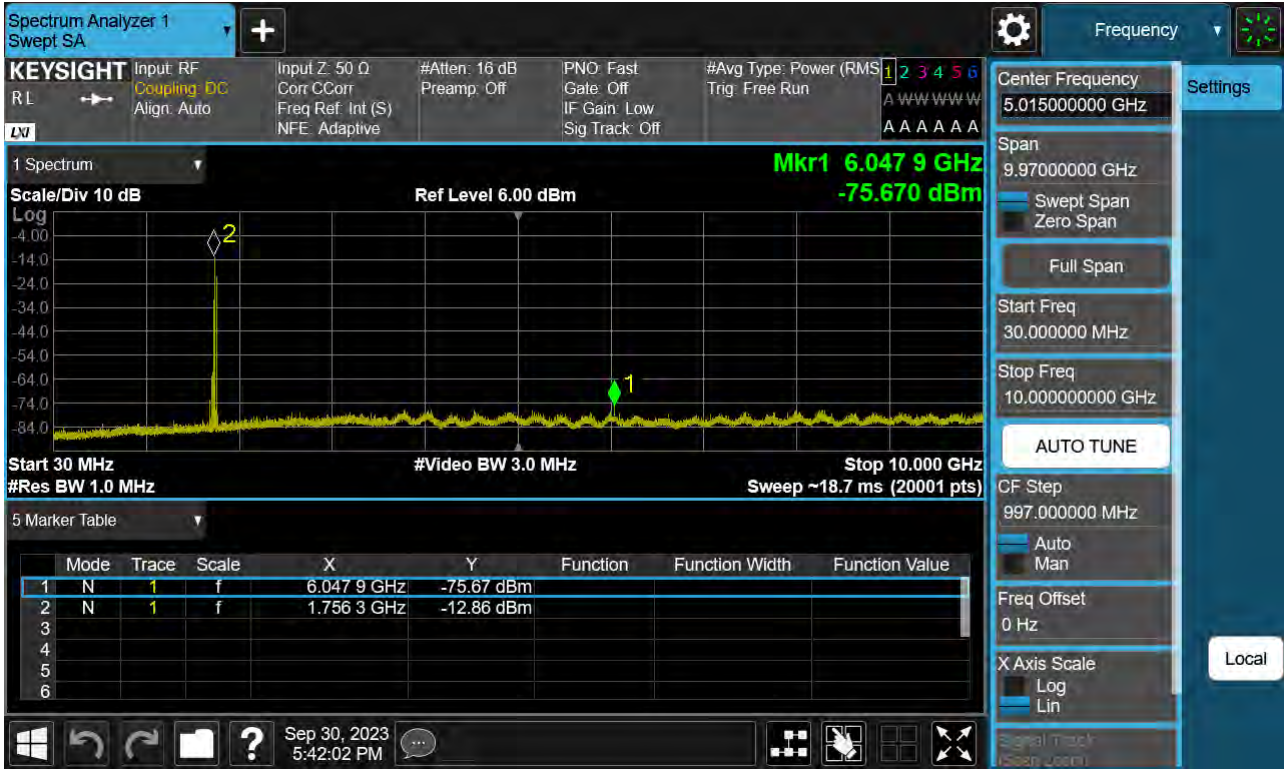 Spectrum Analyzer 1
Swept SA
Frequency
KEYSIGHT
RL
LXI
Input: RF
Coupling: DC
Align: Auto
Input Z: 50 Ω
Corr CCorr
Freq Ref: Int (S)
NFE: Adaptive
#Atten: 16 dB
Preamp: Off
PNO: Fast
Gate: Off
IF Gain: Low
Sig Track: Off
#Avg Type: Power (RMS
Trig: Free Run
1 2 3 4 5 6
A W W W W W
A A A A A A
Center Frequency
5.015000000 GHz
Settings
Span
9.97000000 GHz
Swept Span
Zero Span
Full Span
Start Freq
30.000000 MHz
Stop Freq
10.000000000 GHz
AUTO TUNE
CF Step
997.000000 MHz
Auto
Man
Freq Offset
0 Hz
X Axis Scale
Log
Lin
Signal Track
(Span Zoom)
Local
1 Spectrum
Mkr1 6.047 9 GHz
-75.670 dBm
Scale/Div 10 dB
Ref Level 6.00 dBm
Log
-4.00
-14.0
-24.0
-34.0
-44.0
-54.0
-64.0
-74.0
-84.0
2
1
Start 30 MHz
#Video BW 3.0 MHz
Stop 10.000 GHz
#Res BW 1.0 MHz
Sweep ~18.7 ms (20001 pts)
5 Marker Table
Mode Trace Scale X Y Function Function Width Function Value
1 N 1 f 6.047 9 GHz -75.67 dBm
2 N 1 f 1.756 3 GHz -12.86 dBm
3
4
5
6
?
Sep 30, 2023
5:42:02 PM